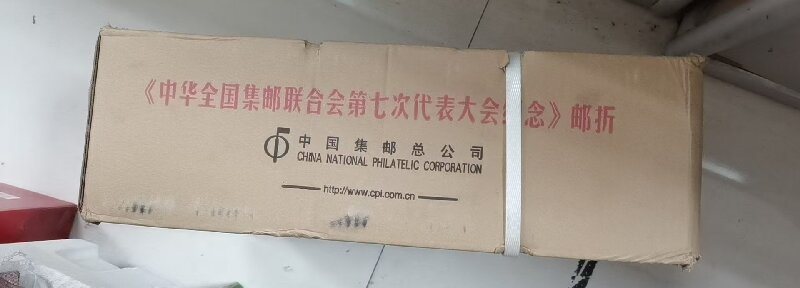 《中华全国集邮联合会第七次代表大会纪念》邮折
中国集邮总公司
CHINA NATIONAL PHILATELIC CORPORATION
http://www.cpi.com.cn